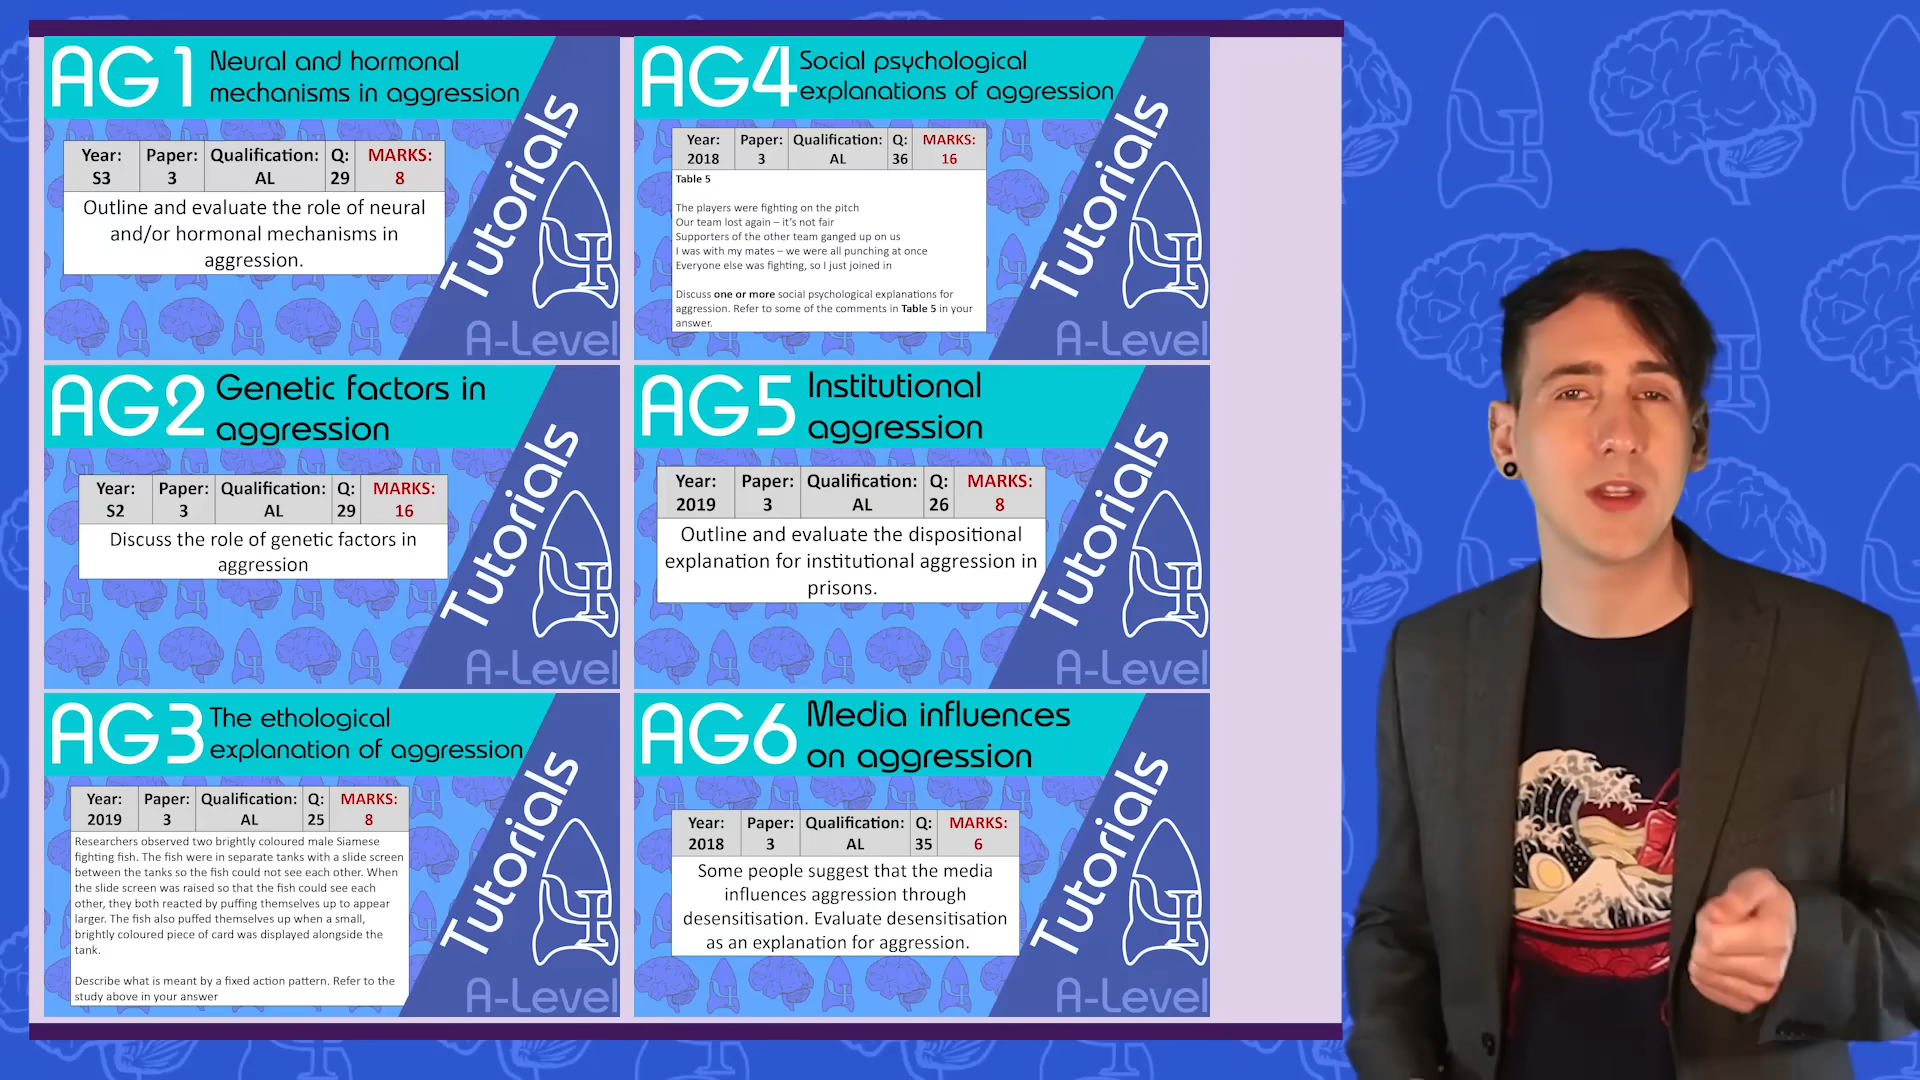 AG1 Neural and hormonal
mechanisms in aggression
Year: Paper: Qualification: Q: MARKS:
S3 3 AL 29 8
Outline and evaluate the role of neural
and/or hormonal mechanisms in
aggression.
Tutorials
A-Level
AG2 Genetic factors in
aggression
Year: Paper: Qualification: Q: MARKS:
S2 3 AL 29 16
Discuss the role of genetic factors in
aggression
Tutorials
A-Level
AG3 The ethological
explanation of aggression
Year: Paper: Qualification: Q: MARKS:
2019 3 AL 25 8
Researchers observed two brightly coloured male Siamese
fighting fish. The fish were in separate tanks with a slide screen
between the tanks so the fish could not see each other. When
the slide screen was raised so that the fish could see each
other, they both reacted by puffing themselves up to appear
larger. The fish also puffed themselves up when a small,
brightly coloured piece of card was displayed alongside the
tank.
Describe what is meant by a fixed action pattern. Refer to the
study above in your answer
Tutorials
A-Level
AG4 Social psychological
explanations of aggression
Year: Paper: Qualification: Q: MARKS:
2018 3 AL 36 16
Table 5
The players were fighting on the pitch
Our team lost again – it's not fair
Supporters of the other team ganged up on us
I was with my mates – we were all punching at once
Everyone else was fighting, so I just joined in
Discuss one or more social psychological explanations for
aggression. Refer to some of the comments in Table 5 in your
answer.
Tutorials
A-Level
AG5 Institutional
aggression
Year: Paper: Qualification: Q: MARKS:
2019 3 AL 26 8
Outline and evaluate the dispositional
explanation for institutional aggression in
prisons.
Tutorials
A-Level
AG6 Media influences
on aggression
Year: Paper: Qualification: Q: MARKS:
2018 3 AL 35 6
Some people suggest that the media
influences aggression through
desensitisation. Evaluate desensitisation
as an explanation for aggression.
Tutorials
A-Level